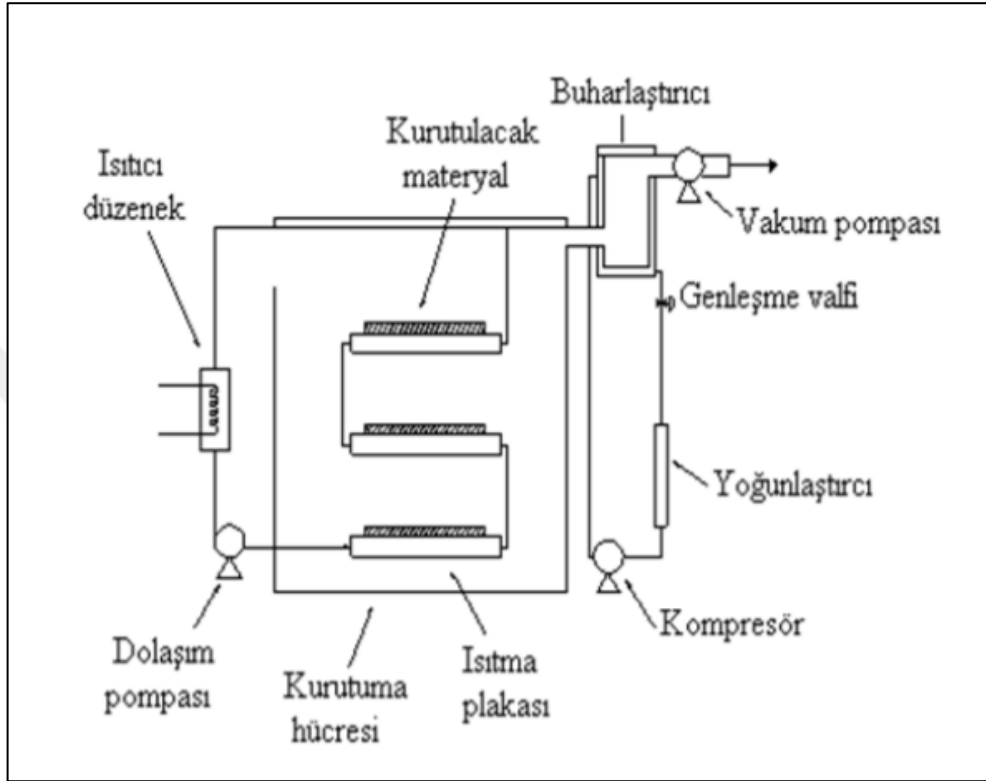 Buharlaştırıcı
Kurutulacak
materyal
Isıtıcı
düzenek
Vakum pompası
Genleşme valfi
Yoğunlaştırcı
Kompresör
Dolaşım
pompası
Kurutuma
hücresi
Isıtma
plakası